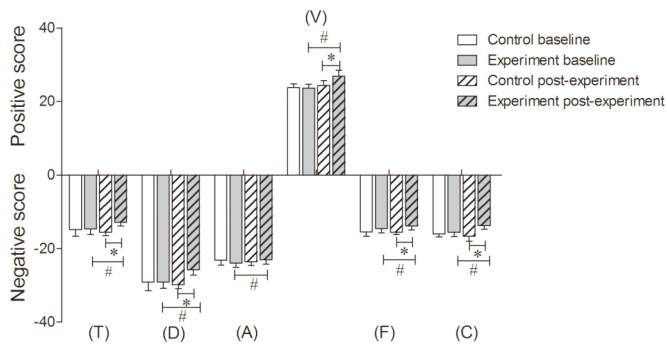 (V)
40
20
0
-20
-40
Positive score
Negative score
#
*
Control baseline
Experiment baseline
Control post-experiment
Experiment post-experiment
*
#
*
#
#
*
#
*
#
(T)
(D)
(A)
(F)
(C)